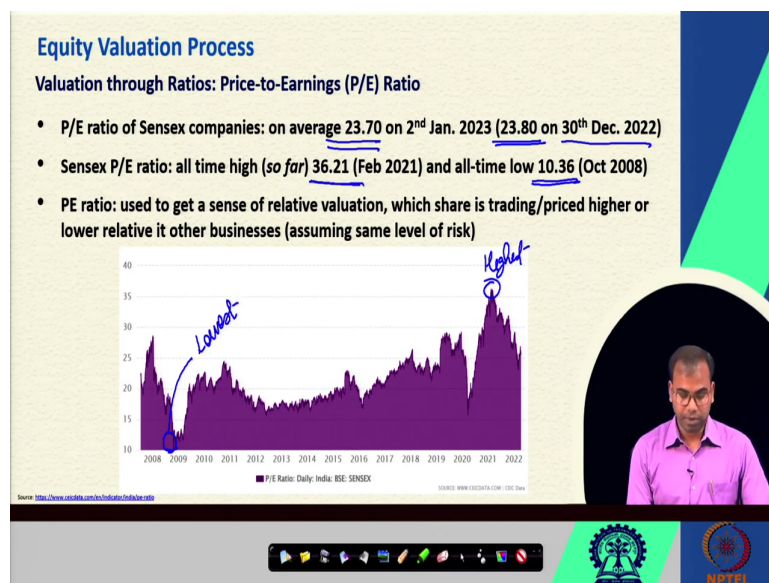 Equity Valuation Process
Valuation through Ratios: Price-to-Earnings (P/E) Ratio
• P/E ratio of Sensex companies: on average 23.70 on 2nd Jan. 2023 (23.80 on 30th Dec. 2022)
• Sensex P/E ratio: all time high (so far) 36.21 (Feb 2021) and all-time low 10.36 (Oct 2008)
• PE ratio: used to get a sense of relative valuation, which share is trading/priced higher or
lower relative it other businesses (assuming same level of risk)
Highest
Lowest
40
35
30
25
20
15
10
2008 2009 2010 2011 2012 2013 2014 2015 2016 2017 2018 2019 2020 2021 2022
P/E Ratio: Daily: India: BSE: SENSEX
SOURCE: WWW.CEICDATA.COM | CEIC Data
Source: https://www.ceicdata.com/en/indicator/india/pe-ratio
NPTEL